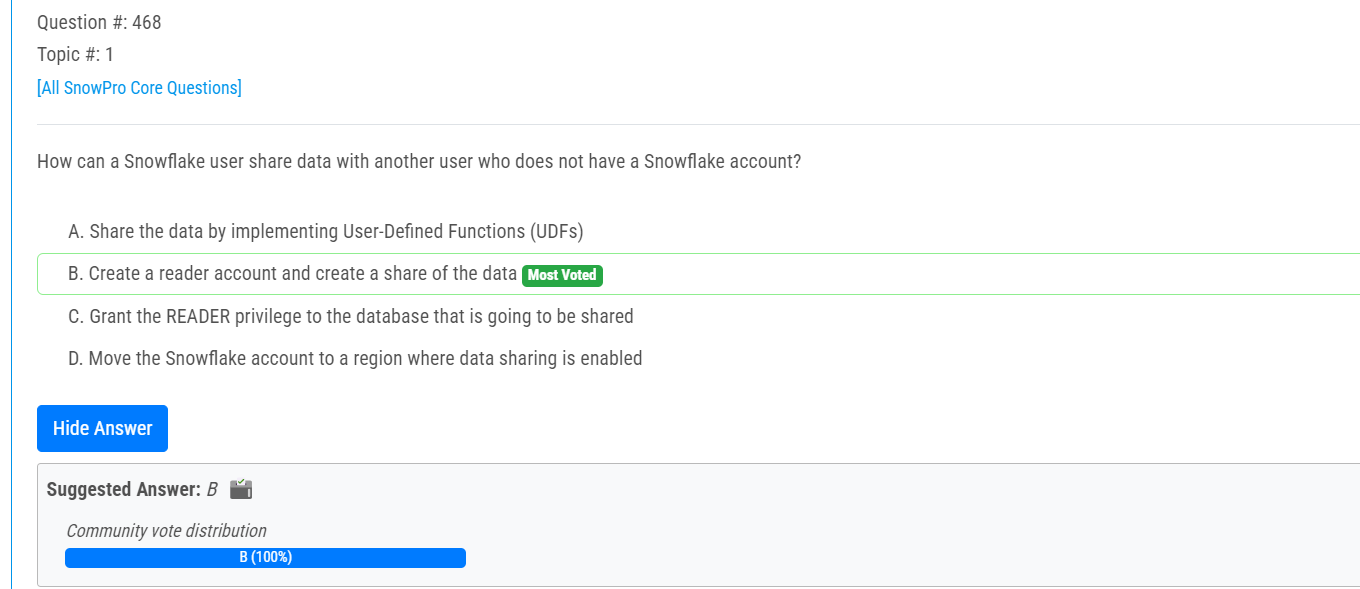 Question #: 468
Topic #: 1
[All SnowPro Core Questions]
How can a Snowflake user share data with another user who does not have a Snowflake account?
A. Share the data by implementing User-Defined Functions (UDFs)
B. Create a reader account and create a share of the data Most Voted
C. Grant the READER privilege to the database that is going to be shared
D. Move the Snowflake account to a region where data sharing is enabled
Hide Answer
Suggested Answer: B
Community vote distribution
B (100%)